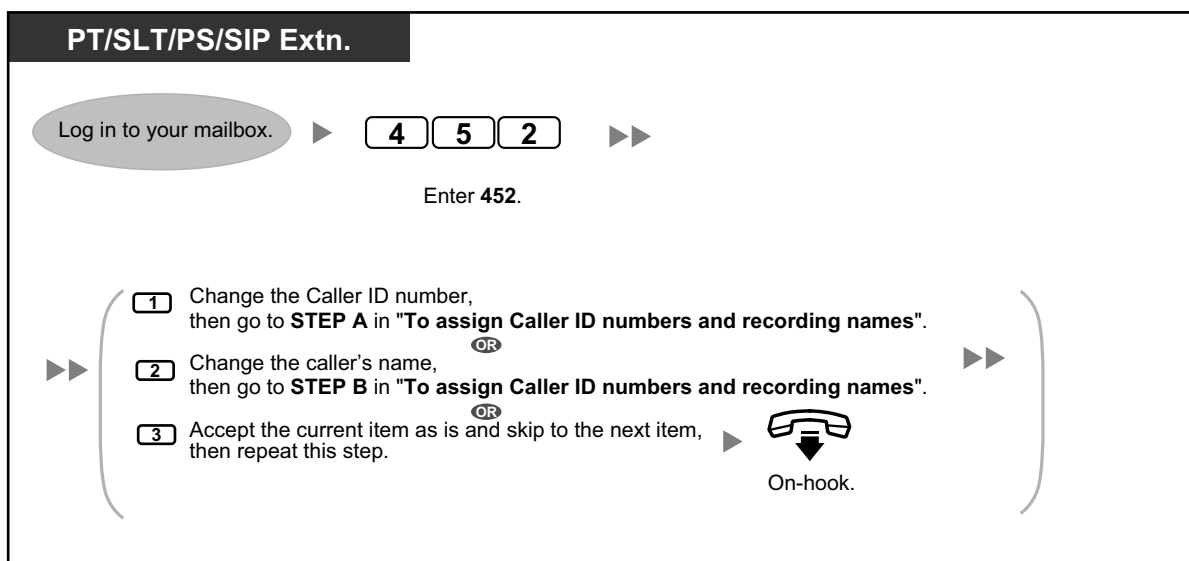 PT/SLT/PS/SIP Extn.
Log in to your mailbox.
4 5 2
Enter 452.
1 Change the Caller ID number,
then go to STEP A in "To assign Caller ID numbers and recording names".
OR
2 Change the caller's name,
then go to STEP B in "To assign Caller ID numbers and recording names".
OR
3 Accept the current item as is and skip to the next item,
then repeat this step.
On-hook.